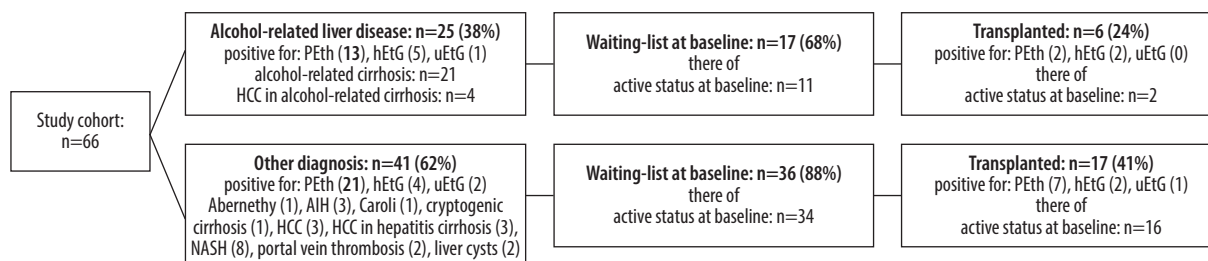 Study cohort:
n=66
Alcohol-related liver disease: n=25 (38%)
positive for: PEth (13), hEtG (5), uEtG (1)
alcohol-related cirrhosis: n=21
HCC in alcohol-related cirrhosis: n=4
Waiting-list at baseline: n=17 (68%)
there of
active status at baseline: n=11
Transplanted: n=6 (24%)
positive for: PEth (2), hEtG (2), uEtG (0)
there of
active status at baseline: n=2
Other diagnosis: n=41 (62%)
positive for: PEth (21), hEtG (4), uEtG (2)
Abernethy (1), AIH (3), Caroli (1), cryptogenic
cirrhosis (1), HCC (3), HCC in hepatitis cirrhosis (3),
NASH (8), portal vein thrombosis (2), liver cysts (2)
Waiting-list at baseline: n=36 (88%)
there of
active status at baseline: n=34
Transplanted: n=17 (41%)
positive for: PEth (7), hEtG (2), uEtG (1)
there of
active status at baseline: n=16